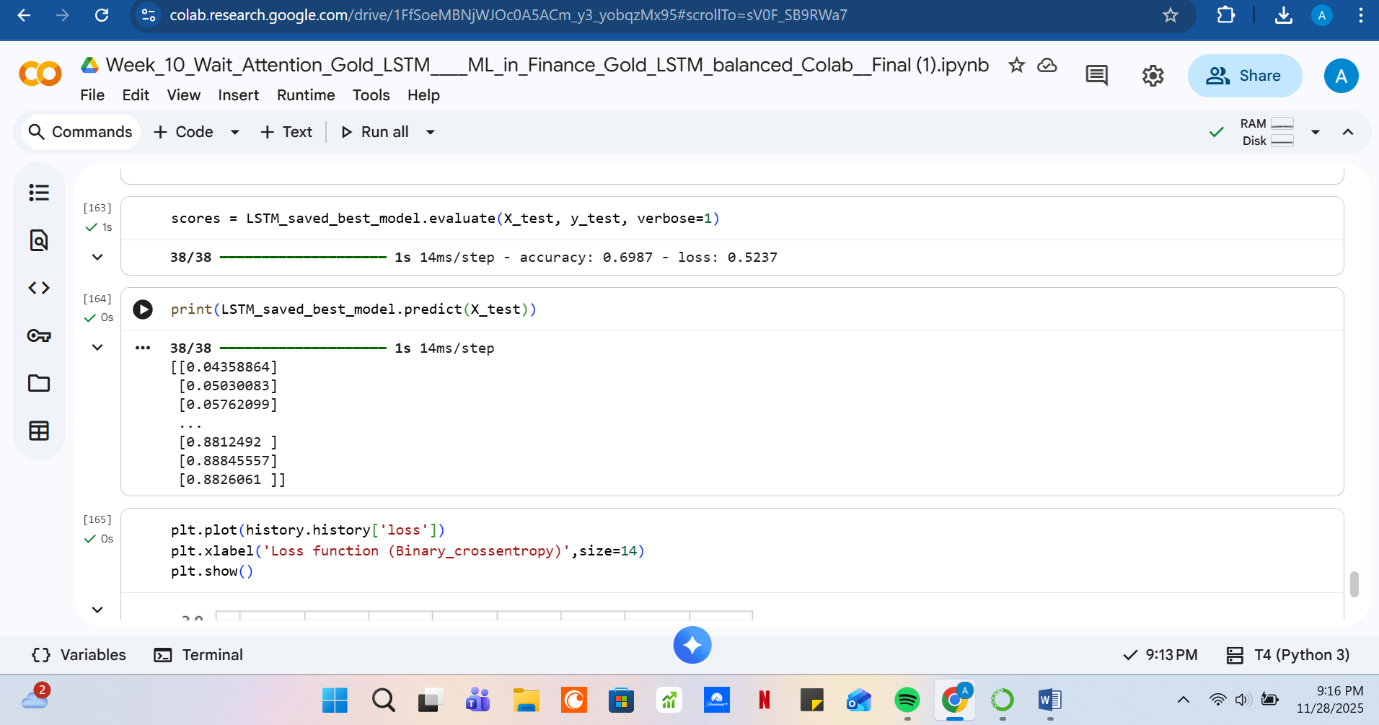 colab.research.google.com/drive/1FfSoeMBNjWJOc0A5ACm_y3_yobqzMx95#scrollTo=sV0F_SB9RWa7
A
CO
Week_10_Wait_Attention_Gold_LSTM____ML_in_Finance_Gold_LSTM_balanced_Colab__Final (1).ipynb
Share
A
File Edit View Insert Runtime Tools Help
Commands + Code + Text Run all
RAM
Disk
[163]
1s
scores = LSTM_saved_best_model.evaluate(X_test, y_test, verbose=1)
38/38 1s 14ms/step - accuracy: 0.6987 - loss: 0.5237
[164]
0s
print(LSTM_saved_best_model.predict(X_test))
38/38 1s 14ms/step
[[0.04358864]
[0.05030083]
[0.05762099]
...
[0.8812492 ]
[0.88845557]
[0.8826061 ]]
[165]
0s
plt.plot(history.history['loss'])
plt.xlabel('Loss function (Binary_crossentropy)',size=14)
plt.show()
Variables Terminal
9:13 PM T4 (Python 3)
2
N
A
W
9:16 PM
11/28/2025